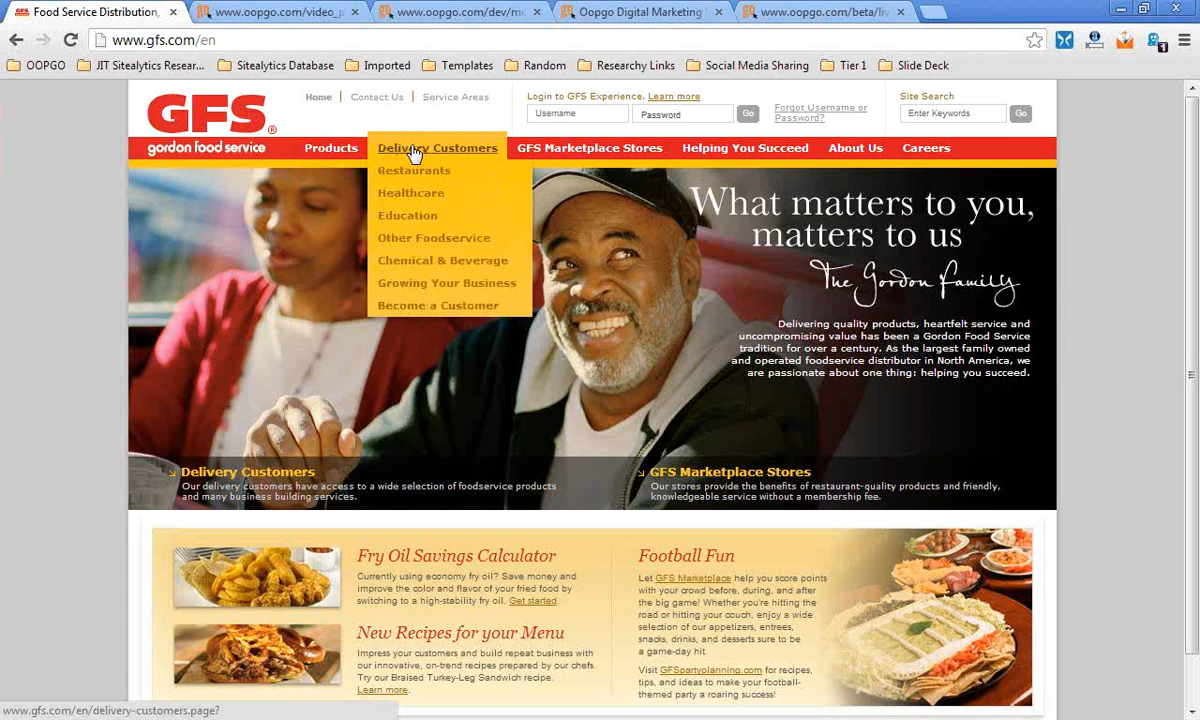 Food Service Distribution,
www.oopgo.com/video_p
www.oopgo.com/dev/me
Oopgo Digital Marketing
www.oopgo.com/beta/liv
www.gfs.com/en
1
OOPGO
JIT Sitealytics Resear...
Sitealytics Database
Imported
Templates
Random
Researchy Links
Social Media Sharing
Tier 1
Slide Deck
GFS®
gordon food service
Home | Contact Us | Service Areas
Login to GFS Experience. Learn more
Username
Password
Go
Forgot Username or
Password?
Site Search
Enter Keywords
Go
Products
Delivery Customers
GFS Marketplace Stores
Helping You Succeed
About Us
Careers
Restaurants
Healthcare
Education
Other Foodservice
Chemical & Beverage
Growing Your Business
Become a Customer
What matters to you,
matters to us
The Gordon Family
Delivering quality products, heartfelt service and
uncompromising value has been a Gordon Food Service
tradition for over a century. As the largest family owned
and operated foodservice distributor in North America, we
are passionate about one thing: helping you succeed.
Delivery Customers
Our delivery customers have access to a wide selection of foodservice products
and many business building services.
GFS Marketplace Stores
Our stores provide the benefits of restaurant-quality products and friendly,
knowledgeable service without a membership fee.
Fry Oil Savings Calculator
Currently using economy fry oil? Save money and
improve the color and flavor of your fried food by
switching to a high-stability fry oil. Get started.
New Recipes for your Menu
Impress your customers and build repeat business with
our innovative, on-trend recipes prepared by our chefs.
Try our Braised Turkey-Leg Sandwich recipe.
Learn more.
Football Fun
Let GFS Marketplace help you score points
with your crowd before, during, and after
the big game! Whether you're hitting the
road or hitting your couch, enjoy a wide
selection of our appetizers, entrees,
snacks, drinks, and desserts sure to be
a game-day hit.
Visit GFSpartyplanning.com for recipes,
tips, and ideas to make your football-
themed party a roaring success!
www.gfs.com/en/delivery-customers.page?